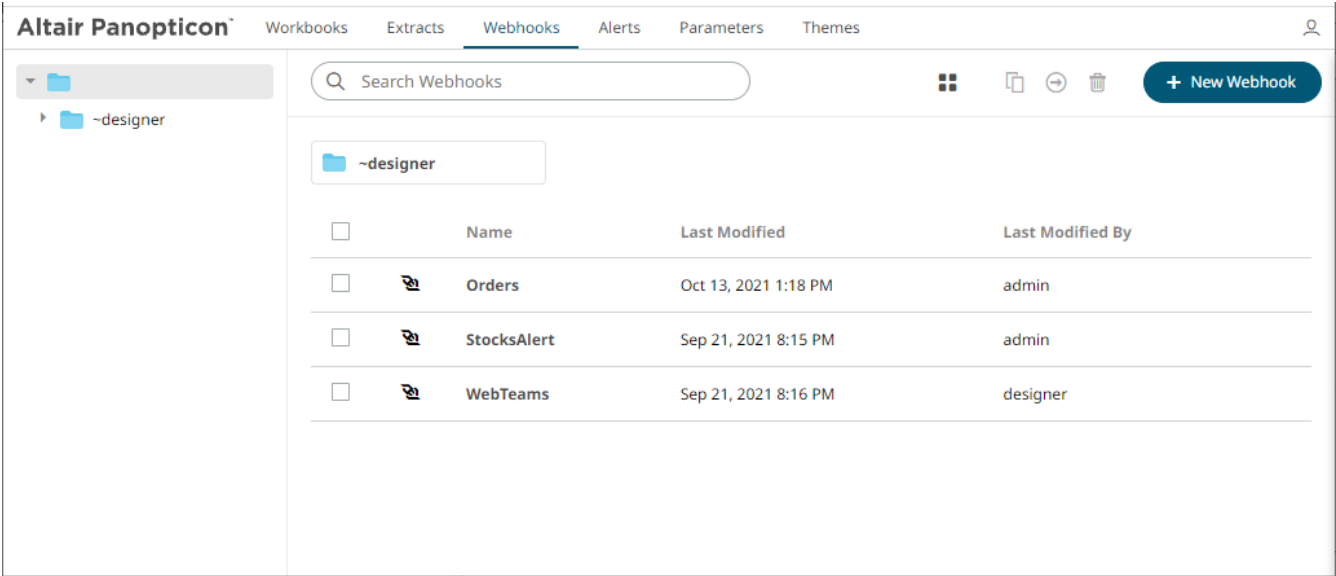 Altair Panopticon™ Workbooks Extracts Webhooks Alerts Parameters Themes
Search Webhooks + New Webhook
~designer
~designer
Name Last Modified Last Modified By
Orders Oct 13, 2021 1:18 PM admin
StocksAlert Sep 21, 2021 8:15 PM admin
WebTeams Sep 21, 2021 8:16 PM designer